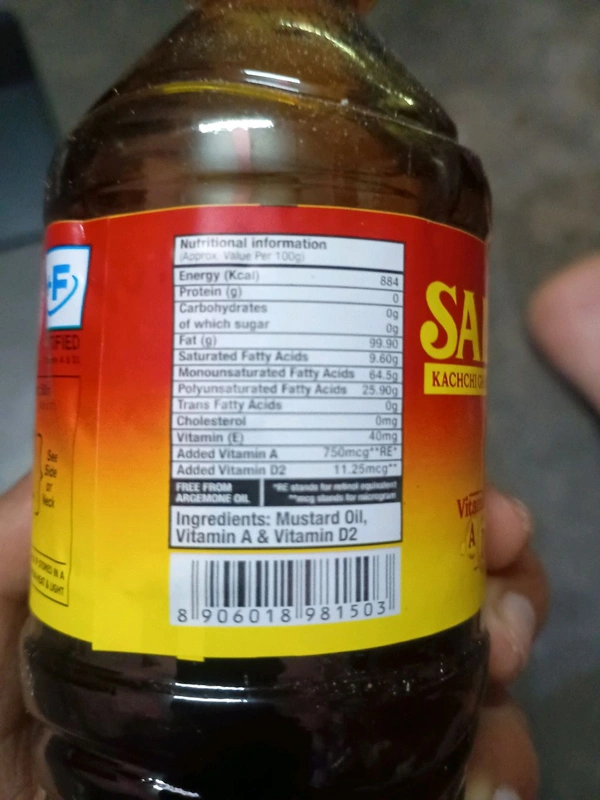 Nutritional information
(Approx. Value Per 100g)
Energy (Kcal) 884
Protein (g) 0
Carbohydrates 0g
of which sugar 0g
Fat (g) 99.90
Saturated Fatty Acids 9.60g
Monounsaturated Fatty Acids 64.5g
Polyunsaturated Fatty Acids 25.90g
Trans Fatty Acids 0g
Cholesterol 0mg
Vitamin (E) 40mg
Added Vitamin A 750mcg**RE*
Added Vitamin D2 11.25mcg**
FREE FROM
ARGEMONE OIL
*RE stands for retinol equivalent
**mcg stands for microgram
Ingredients: Mustard Oil,
Vitamin A & Vitamin D2
8 906018 981503
F
See
Side
or
Neck
SA
KACHCHI
A